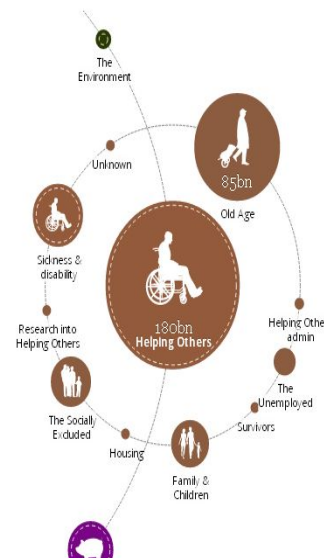 The
Environment
Unknown
85bn
Old Age
Sickness &
disability
180bn
Helping Others
Research into
Helping Others
Helping Othe
admin
The Socially
Excluded
The
Unemployed
Survivors
Housing
Family &
Children